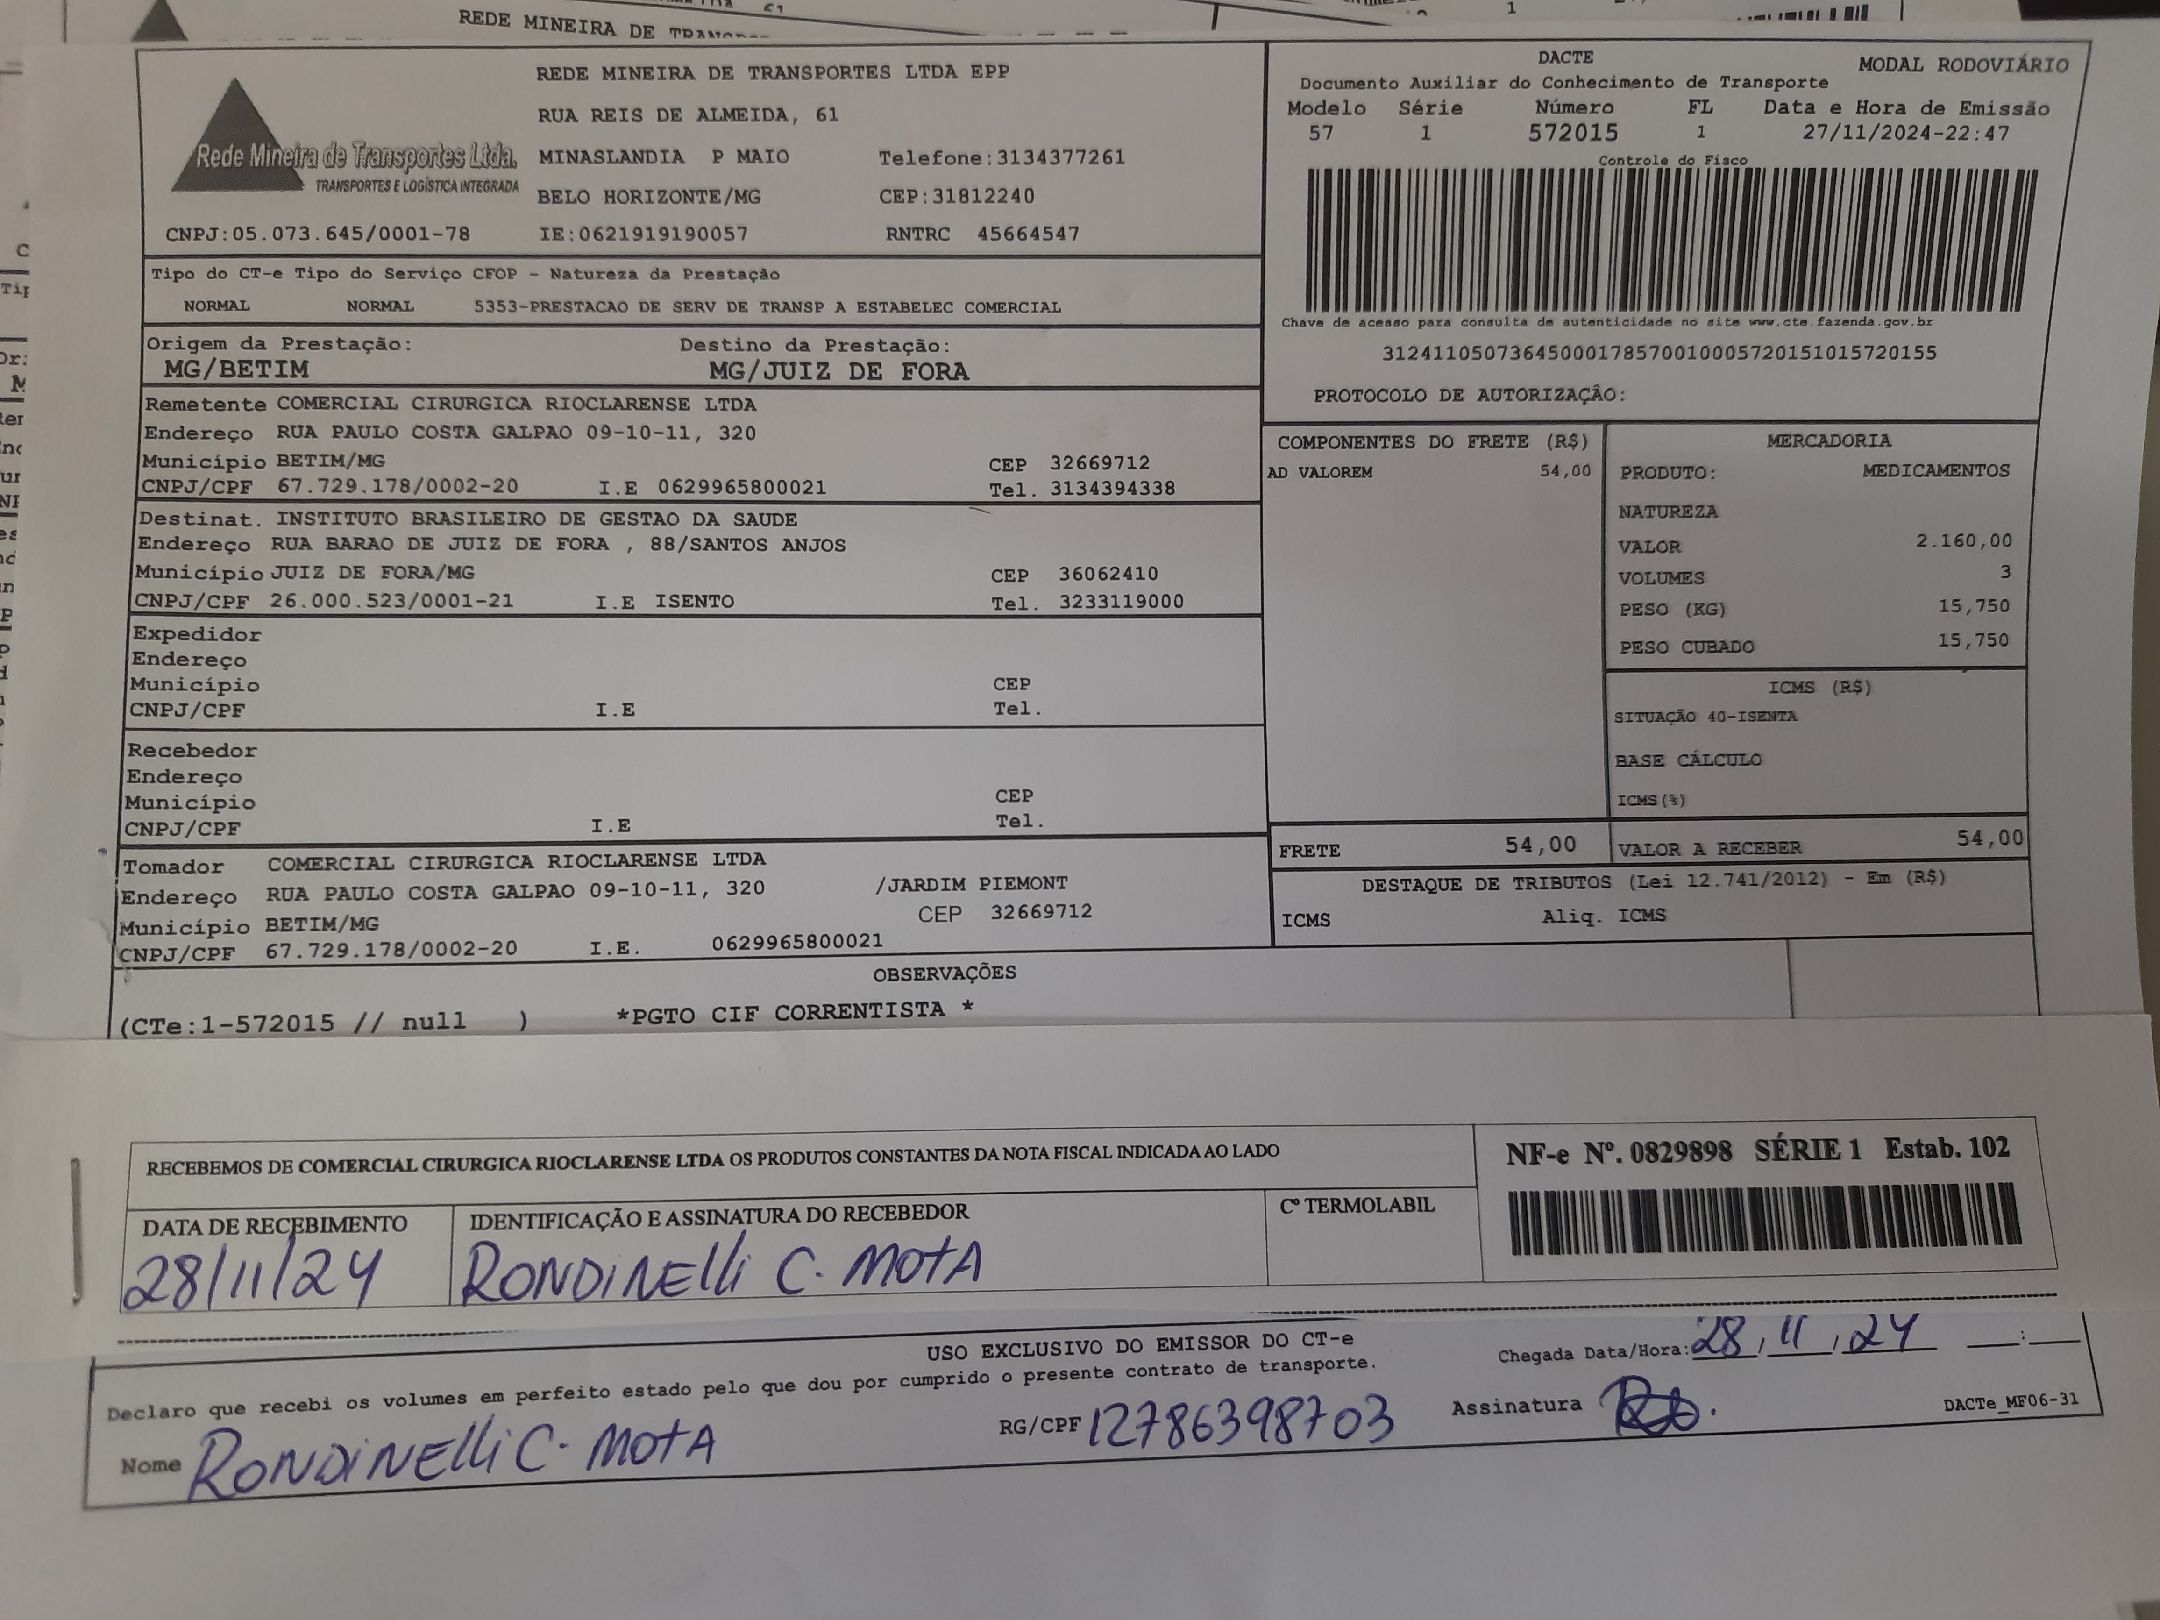 REDE MINEIRA DE
REDE MINEIRA DE TRANSPORTES LTDA EPP
RUA REIS DE ALMEIDA, 61
MINASLANDIA P MAIO Telefone:3134377261
BELO HORIZONTE/MG CEP:31812240
Rede Mineira de Transportes Ltda.
TRANSPORTES E LOGÍSTICA INTEGRADA
CNPJ:05.073.645/0001-78 IE:0621919190057 RNTRC 45664547
DACTE MODAL RODOVIÁRIO
Documento Auxiliar do Conhecimento de Transporte
Modelo Série Número FL Data e Hora de Emissão
57 1 572015 1 27/11/2024-22:47
Controle do Fisco
Chave de acesso para consulta de autenticidade no site www.cte.fazenda.gov.br
31241105073645000178570010005720151015720155
PROTOCOLO DE AUTORIZAÇÂO:
Tipo do CT-e Tipo do Serviço CFOP - Natureza da Prestação
NORMAL NORMAL 5353-PRESTACAO DE SERV DE TRANSP A ESTABELEC COMERCIAL
Origem da Prestação: Destino da Prestação:
MG/BETIM MG/JUIZ DE FORA
Remetente COMERCIAL CIRURGICA RIOCLARENSE LTDA
Endereço RUA PAULO COSTA GALPAO 09-10-11, 320
Município BETIM/MG CEP 32669712
CNPJ/CPF 67.729.178/0002-20 I.E 0629965800021 Tel. 3134394338
Destinat. INSTITUTO BRASILEIRO DE GESTAO DA SAUDE
Endereço RUA BARAO DE JUIZ DE FORA , 88/SANTOS ANJOS
Município JUIZ DE FORA/MG CEP 36062410
CNPJ/CPF 26.000.523/0001-21 I.E ISENTO Tel. 3233119000
Expedidor
Endereço
Município CEP
CNPJ/CPF I.E Tel.
Recebedor
Endereço
Município CEP
CNPJ/CPF I.E Tel.
Tomador COMERCIAL CIRURGICA RIOCLARENSE LTDA
Endereço RUA PAULO COSTA GALPAO 09-10-11, 320 /JARDIM PIEMONT
Município BETIM/MG CEP 32669712
CNPJ/CPF 67.729.178/0002-20 I.E. 0629965800021
COMPONENTES DO FRETE (R$)
AD VALOREM 54,00
MERCADORIA
PRODUTO: MEDICAMENTOS
NATUREZA
VALOR 2.160,00
VOLUMES 3
PESO (KG) 15,750
PESO CUBADO 15,750
ICMS (R$)
SITUAÇÃO 40-ISENTA
BASE CÁLCULO
ICMS(%)
FRETE 54,00 VALOR A RECEBER 54,00
DESTAQUE DE TRIBUTOS (Lei 12.741/2012) - Em (R$)
ICMS Aliq. ICMS
OBSERVAÇÕES
(CTe:1-572015 // null ) *PGTO CIF CORRENTISTA *
RECEBEMOS DE COMERCIAL CIRURGICA RIOCLARENSE LTDA OS PRODUTOS CONSTANTES DA NOTA FISCAL INDICADA AO LADO
NF-e Nº. 0829898 SÉRIE 1 Estab. 102
DATA DE RECEBIMENTO IDENTIFICAÇÃO E ASSINATURA DO RECEBEDOR Cº TERMOLABIL
28/11/24 RONDINElli C. MOtA
USO EXCLUSIVO DO EMISSOR DO CT-e
Chegada Data/Hora: 28 / 11 / 24 ___:___
Declaro que recebi os volumes em perfeito estado pelo que dou por cumprido o presente contrato de transporte.
Nome RONDINElli C. MOtA RG/CPF 12786398703 Assinatura
DACTe_MF06-31